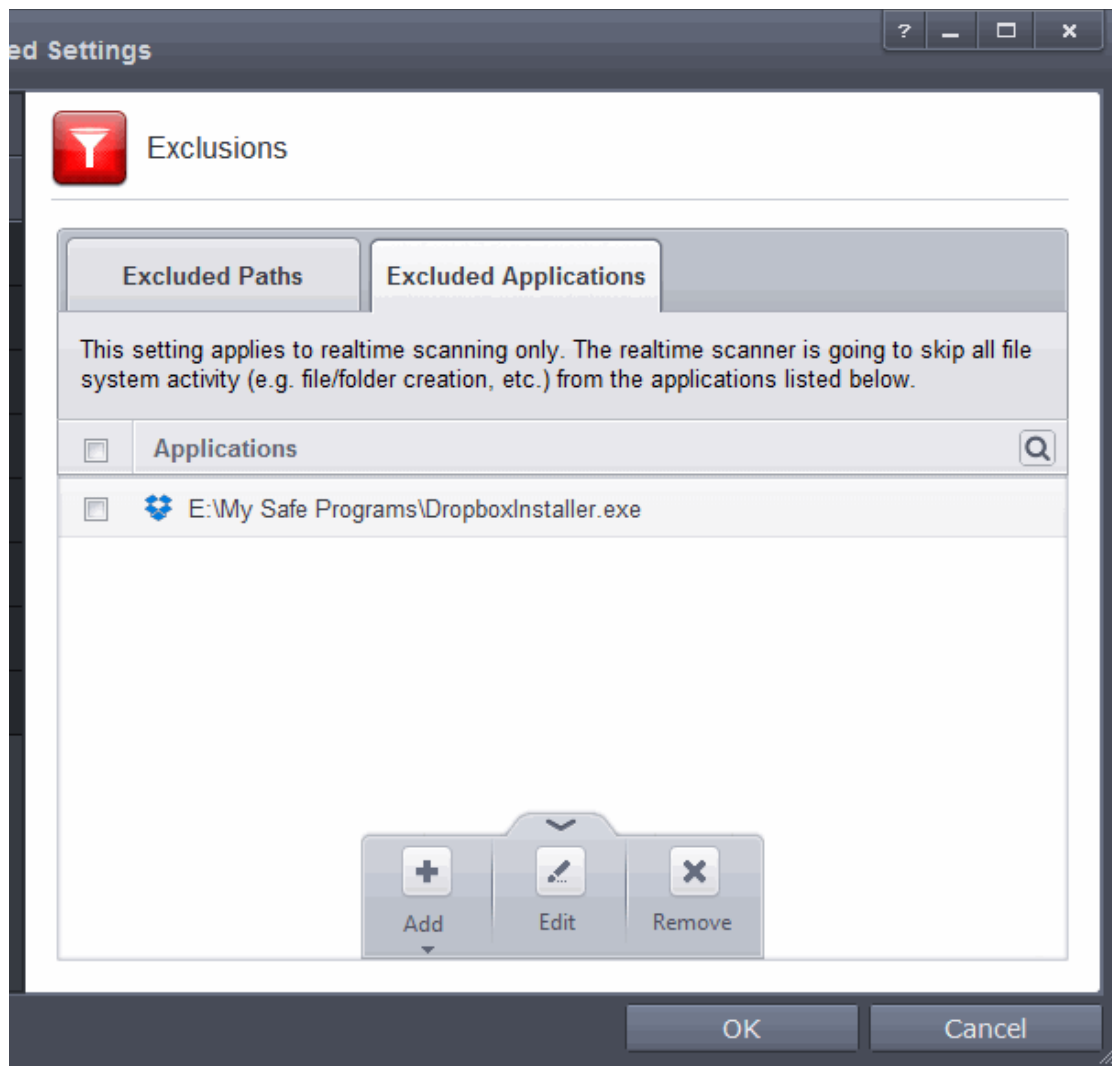 ed Settings
?
Exclusions
Excluded Paths
Excluded Applications
This setting applies to realtime scanning only. The realtime scanner is going to skip all file
system activity (e.g. file/folder creation, etc.) from the applications listed below.
Applications
E:\My Safe Programs\DropboxInstaller.exe
Add
Edit
Remove
OK
Cancel